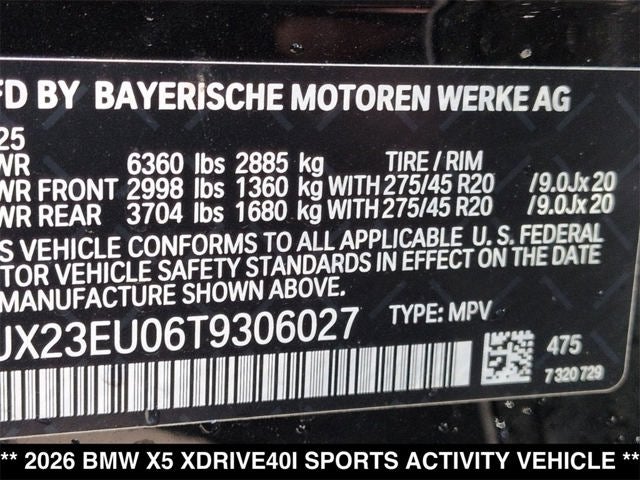 FD BY BAYERISCHE MOTOREN WERKE AG
25
WR 6360 lbs 2885 kg TIRE / RIM
WR FRONT 2998 lbs 1360 kg WITH 275/45 R20 /9.0Jx20
WR REAR 3704 lbs 1680 kg WITH 275/45 R20 /9.0Jx20
S VEHICLE CONFORMS TO ALL APPLICABLE U. S. FEDERAL
TOR VEHICLE SAFETY STANDARDS IN EFFECT ON THE DATE
MANUFACTURE SHOWN ABOVE.
UX23EU06T9306027 TYPE: MPV
475
7320729
** 2026 BMW X5 XDRIVE40I SPORTS ACTIVITY VEHICLE **